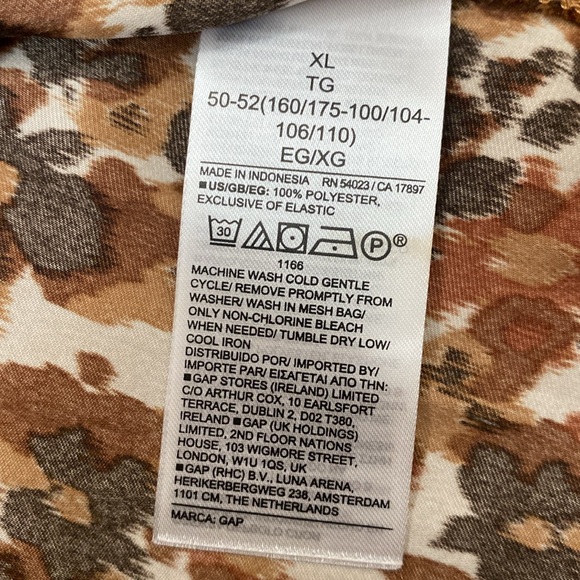 XL
TG
50-52(160/175-100/104-
106/110)
EG/XG
MADE IN INDONESIA RN 54023 / CA 17897
■US/GB/EG: 100% POLYESTER,
EXCLUSIVE OF ELASTIC
30 P®
1166
MACHINE WASH COLD GENTLE
CYCLE/ REMOVE PROMPTLY FROM
WASHER/ WASH IN MESH BAG/
ONLY NON-CHLORINE BLEACH
WHEN NEEDED/ TUMBLE DRY LOW/
COOL IRON
DISTRIBUIDO POR/ IMPORTED BY/
IMPORTE PAR/ ΕΙΣΑΓΕΤΑΙ ΑΠΟ ΤΗΝ:
■GAP STORES (IRELAND) LIMITED
C/O ARTHUR COX, 10 EARLSFORT
TERRACE, DUBLIN 2, D02 T380,
IRELAND ■GAP (UK HOLDINGS)
LIMITED, 2ND FLOOR NATIONS
HOUSE, 103 WIGMORE STREET,
LONDON, W1U 1QS, UK
■GAP (RHC) B.V., LUNA ARENA,
HERIKERBERGWEG 238, AMSTERDAM
1101 CM, THE NETHERLANDS
MARCA: GAP